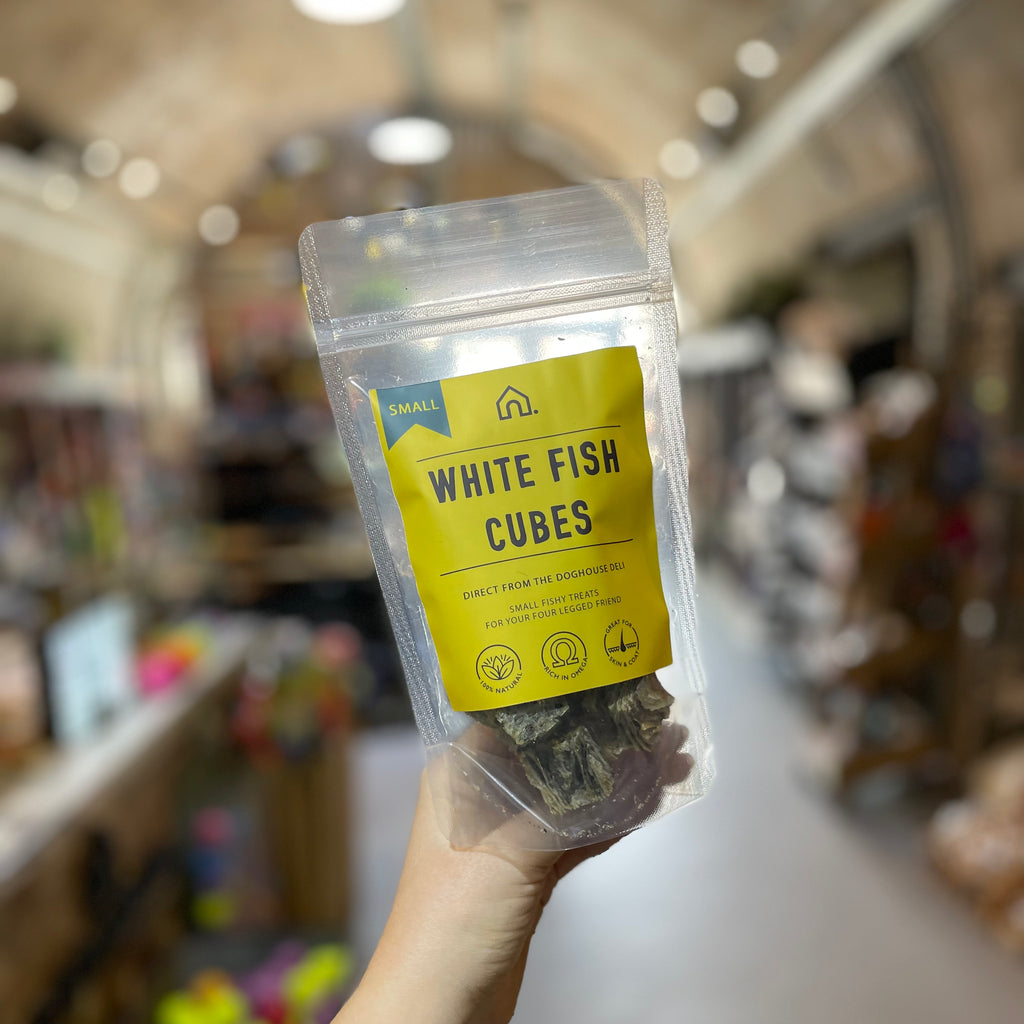 SMALL
WHITE FISH
CUBES
DIRECT FROM THE DOGHOUSE DELI
SMALL FISHY TREATS
FOR YOUR FOUR LEGGED FRIEND
100% NATURAL
RICH IN OMEGA
GREAT FOR
SKIN & COAT